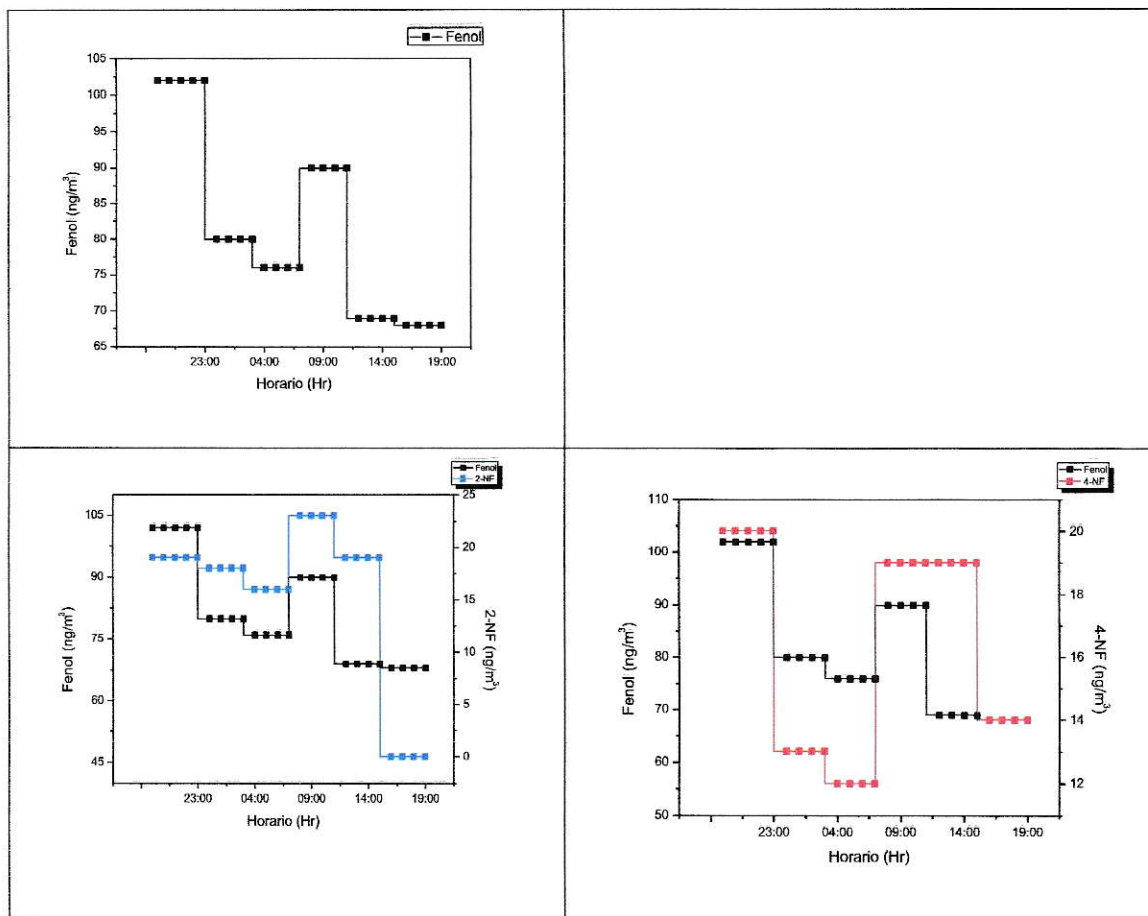 Fenol
105
100
95
90
85
80
75
70
65
Fenol (ng/m³)
23:00 04:00 09:00 14:00 19:00
Horario (Hr)
Fenol
2-NF
105
90
75
60
45
Fenol (ng/m³)
25
20
15
10
5
0
2-NF (ng/m³)
23:00 04:00 09:00 14:00 19:00
Horario (Hr)
Fenol
4-NF
110
100
90
80
70
60
50
Fenol (ng/m³)
20
18
16
14
12
4-NF (ng/m³)
23:00 04:00 09:00 14:00 19:00
Horario (Hr)